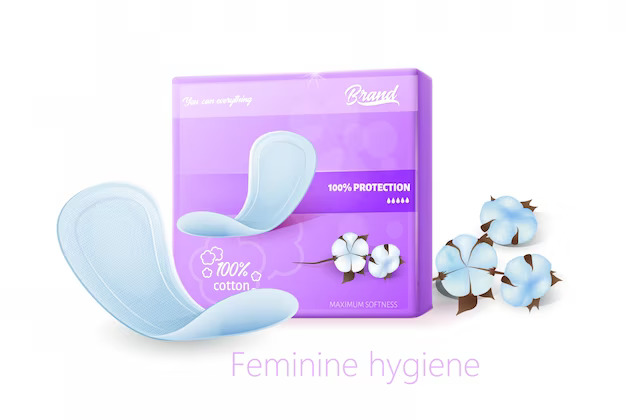 You can everything
Brand
100% PROTECTION
100%
cotton
MAXIMUM SOFTNESS
Feminine hygiene